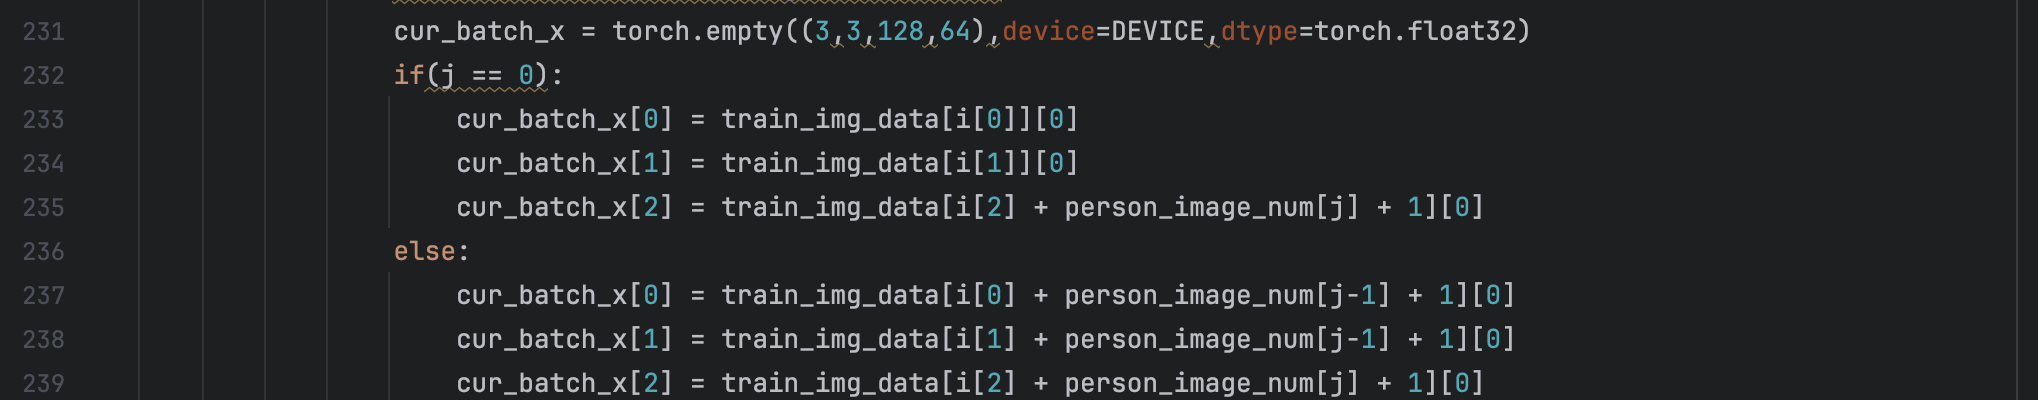 231 cur_batch_x = torch.empty((3,3,128,64),device=DEVICE,dtype=torch.float32)
232 if(j == 0):
233 cur_batch_x[0] = train_img_data[i[0]][0]
234 cur_batch_x[1] = train_img_data[i[1]][0]
235 cur_batch_x[2] = train_img_data[i[2] + person_image_num[j] + 1][0]
236 else:
237 cur_batch_x[0] = train_img_data[i[0] + person_image_num[j-1] + 1][0]
238 cur_batch_x[1] = train_img_data[i[1] + person_image_num[j-1] + 1][0]
239 cur_batch_x[2] = train_img_data[i[2] + person_image_num[j] + 1][0]